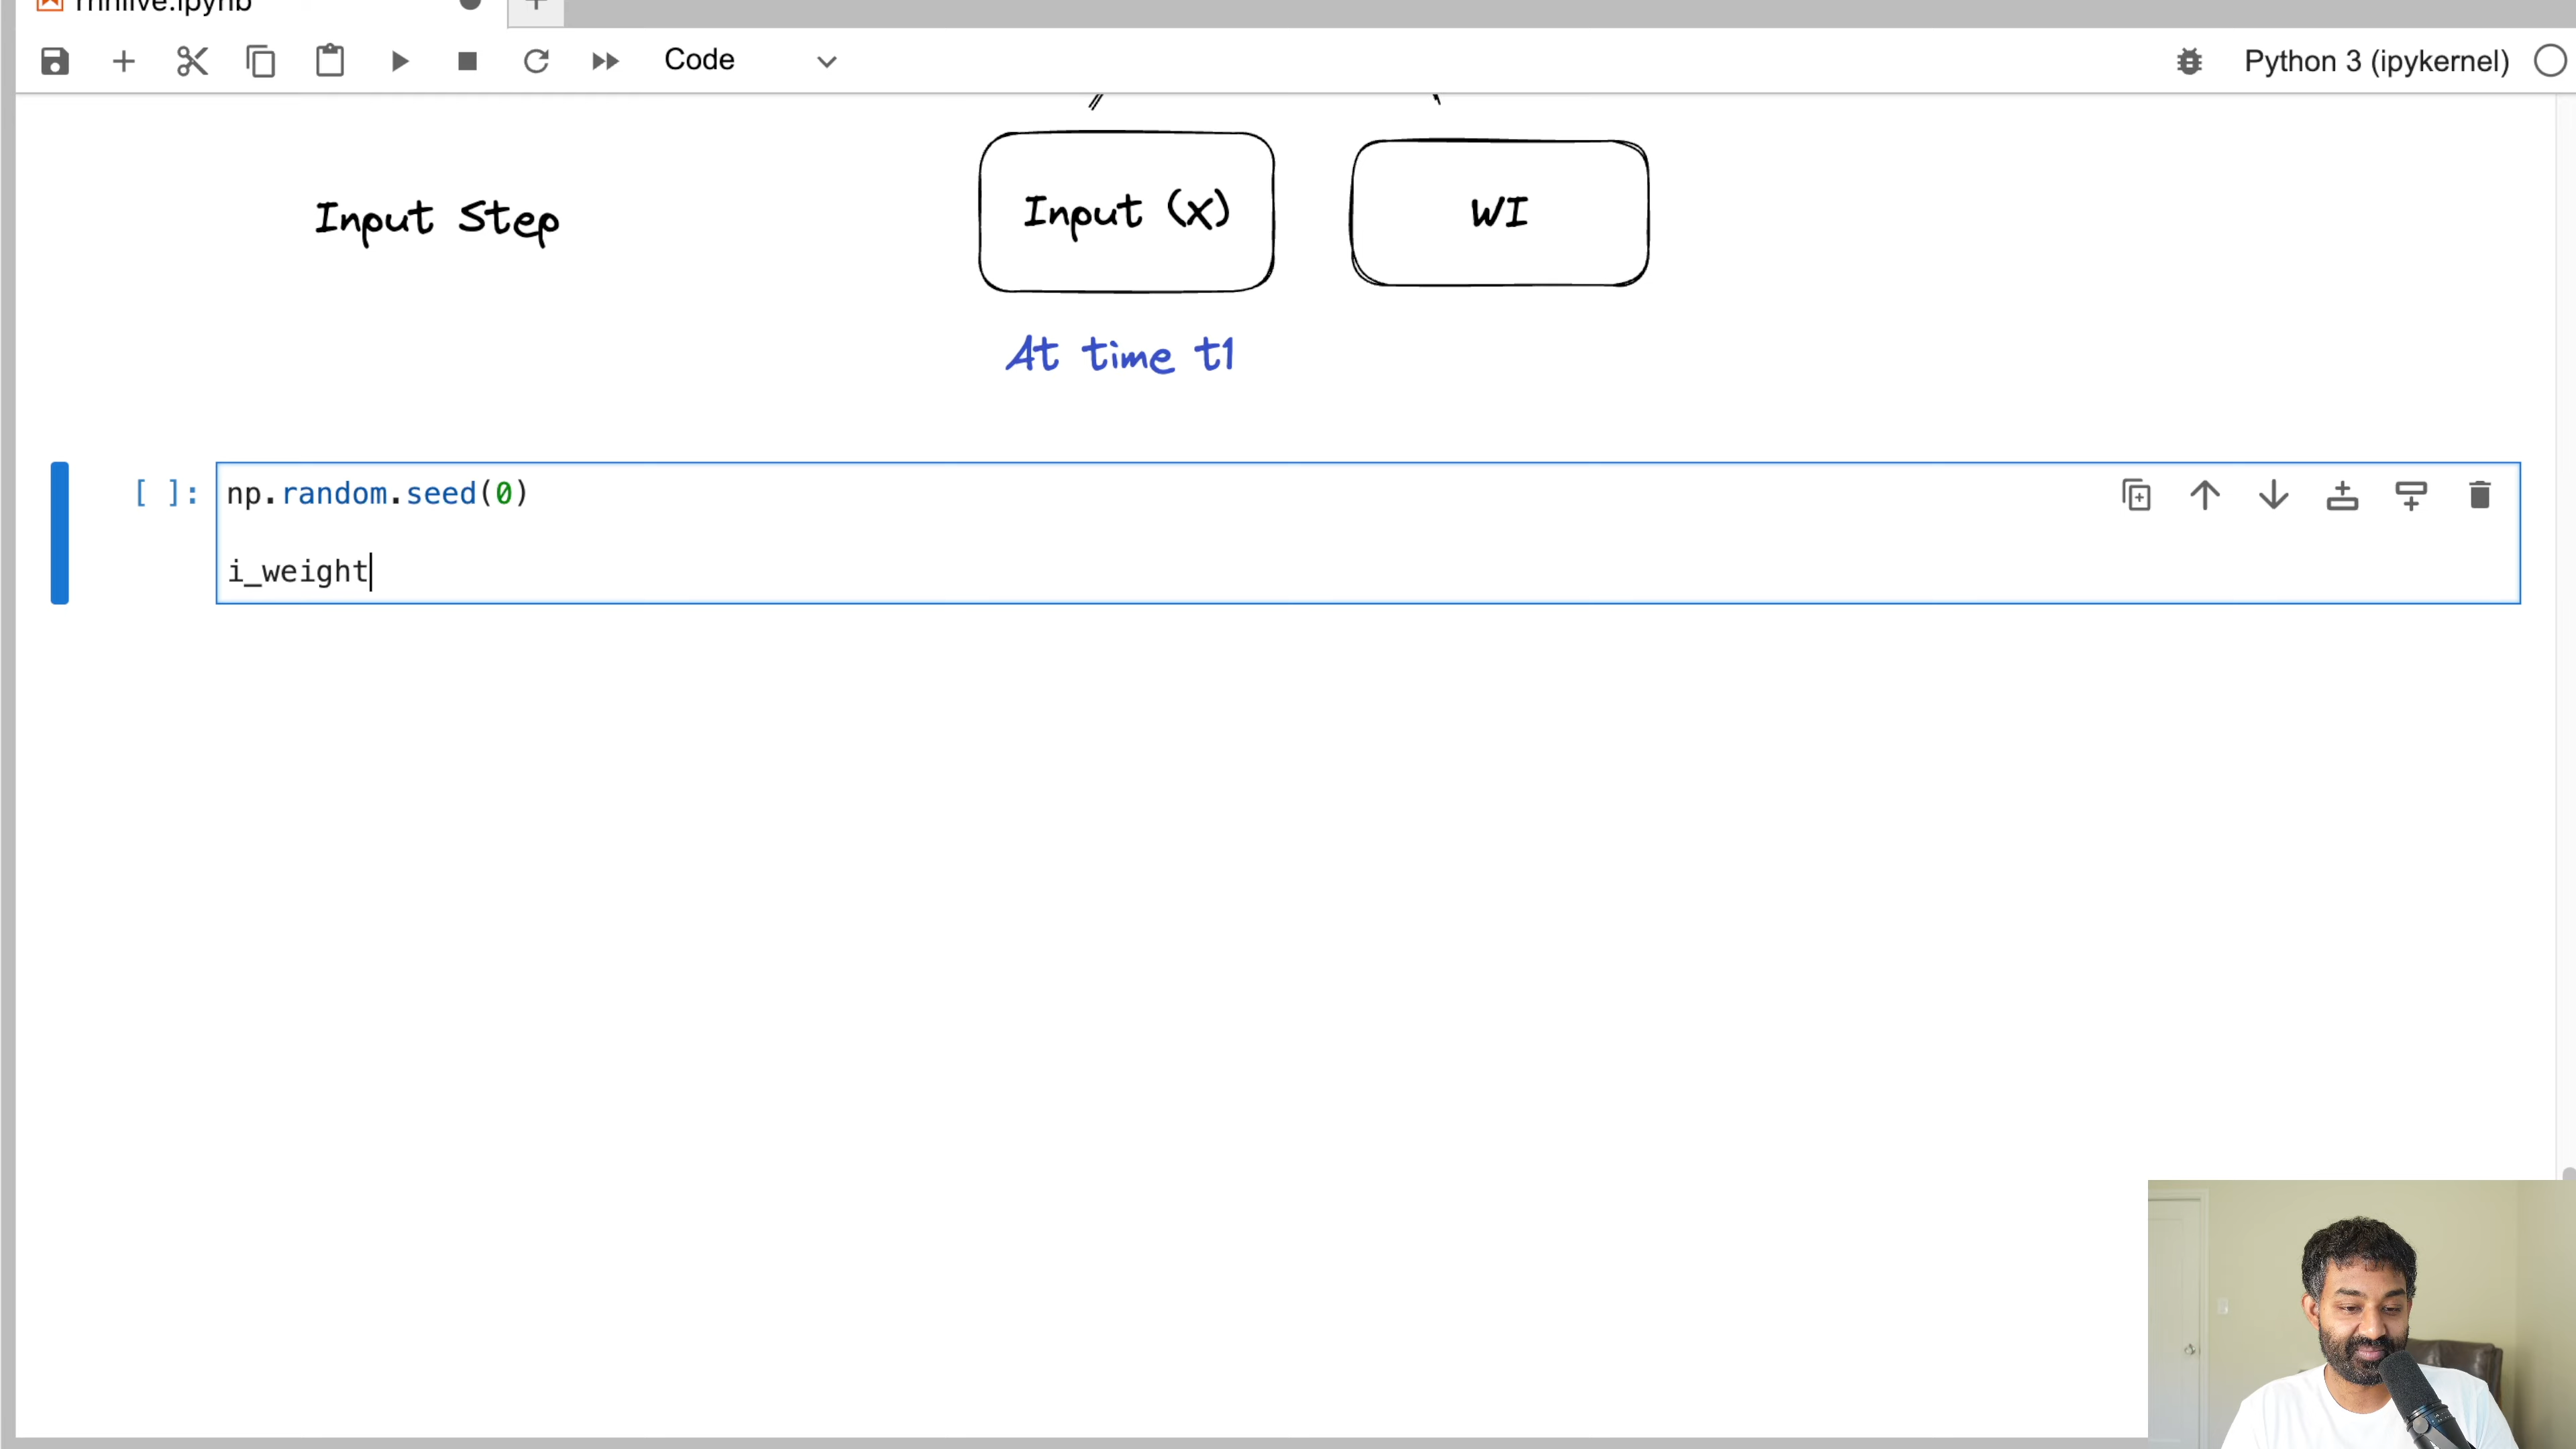 Code
Python 3 (ipykernel)
Input Step
Input (x)
WI
At time t1
[ ]:
np.random.seed(0)
i_weight